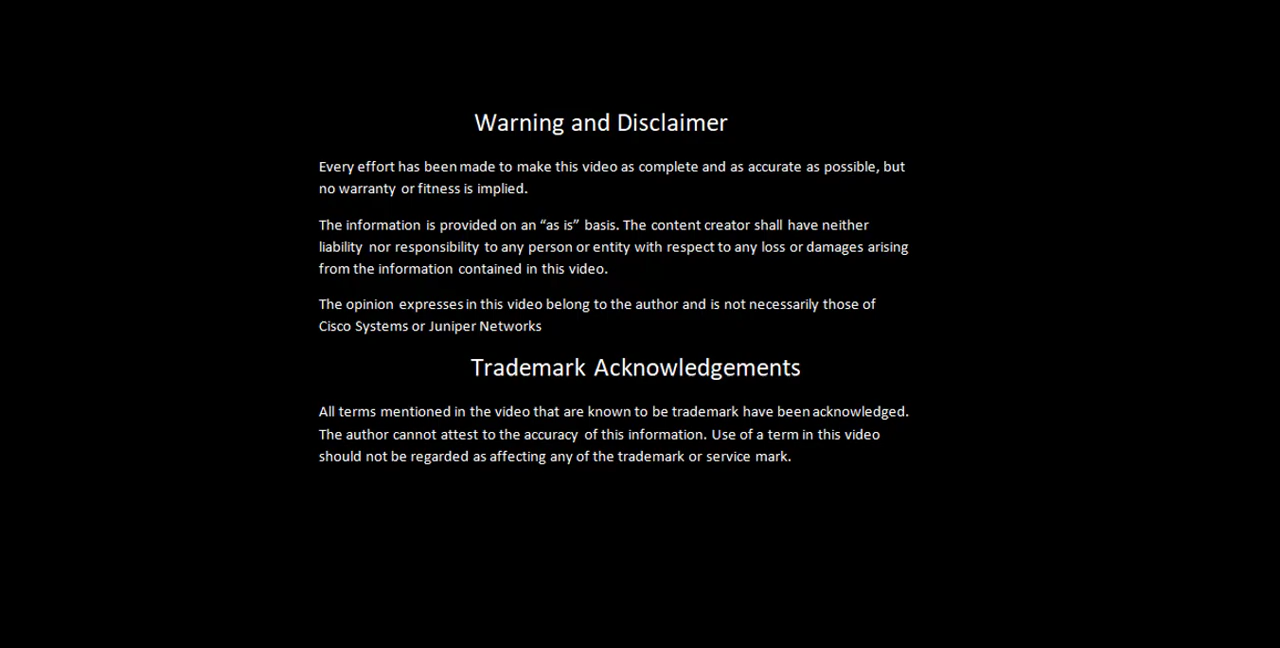 Warning and Disclaimer
Every effort has been made to make this video as complete and as accurate as possible, but
no warranty or fitness is implied.
The information is provided on an “as is” basis. The content creator shall have neither
liability nor responsibility to any person or entity with respect to any loss or damages arising
from the information contained in this video.
The opinion expresses in this video belong to the author and is not necessarily those of
Cisco Systems or Juniper Networks
Trademark Acknowledgements
All terms mentioned in the video that are known to be trademark have been acknowledged.
The author cannot attest to the accuracy of this information. Use of a term in this video
should not be regarded as affecting any of the trademark or service mark.